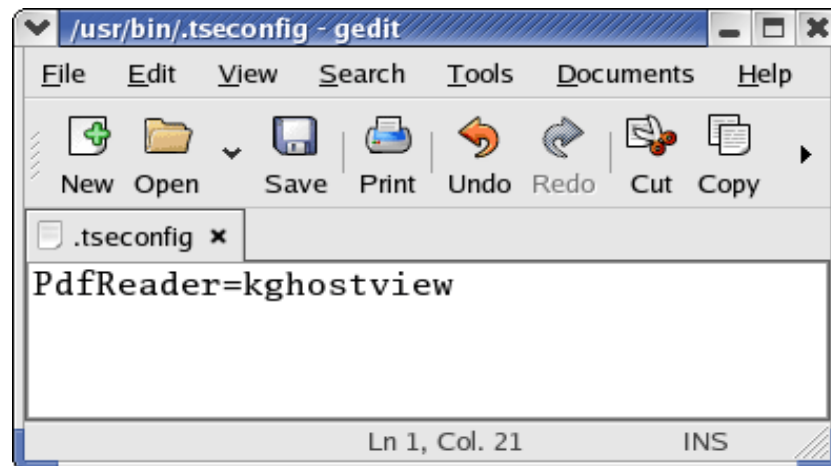 /usr/bin/.tseconfig - gedit
File Edit View Search Tools Documents Help
New Open Save Print Undo Redo Cut Copy
.tseconfig
PdfReader=kghostview
Ln 1, Col. 21 INS